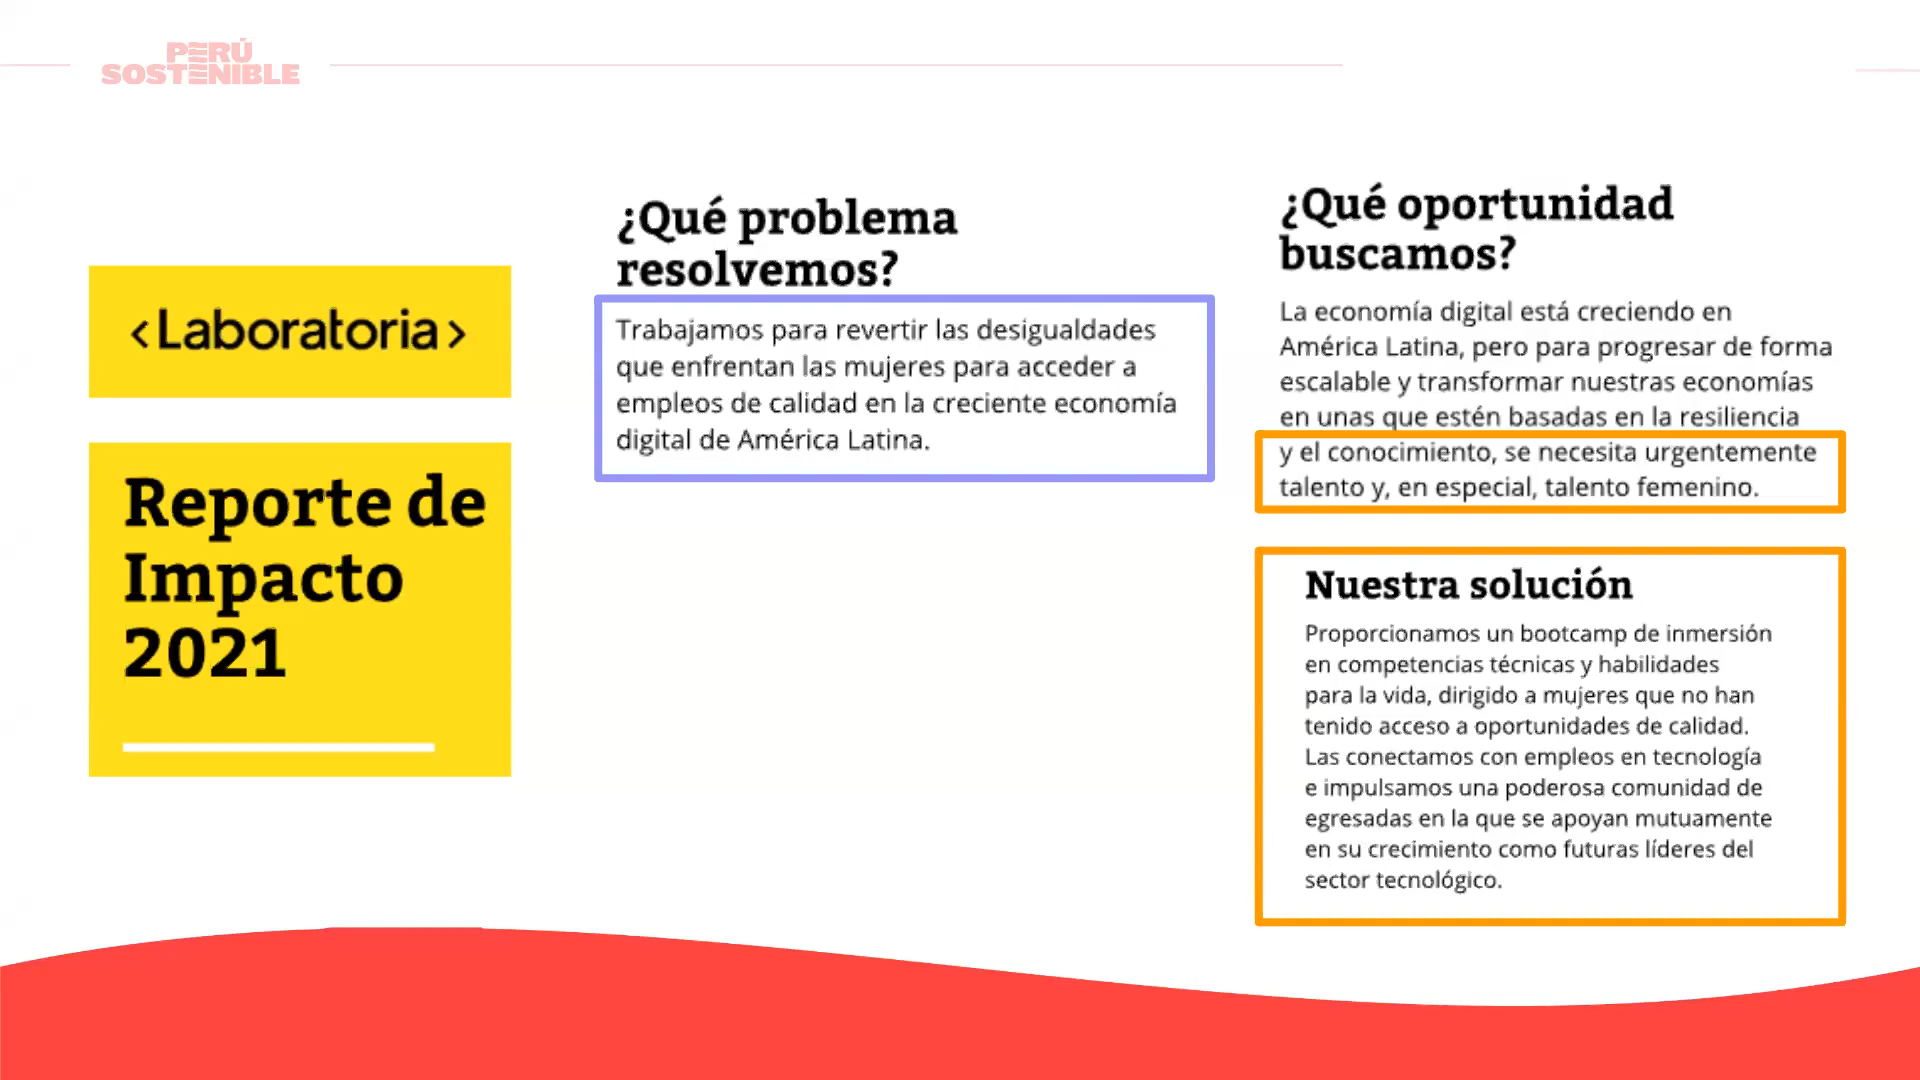 PERÚ
SOSTENIBLE
<Laboratoria>
Reporte de
Impacto
2021
¿Qué problema
resolvemos?
Trabajamos para revertir las desigualdades
que enfrentan las mujeres para acceder a
empleos de calidad en la creciente economía
digital de América Latina.
¿Qué oportunidad
buscamos?
La economía digital está creciendo en
América Latina, pero para progresar de forma
escalable y transformar nuestras economías
en unas que estén basadas en la resiliencia
y el conocimiento, se necesita urgentemente
talento y, en especial, talento femenino.
Nuestra solución
Proporcionamos un bootcamp de inmersión
en competencias técnicas y habilidades
para la vida, dirigido a mujeres que no han
tenido acceso a oportunidades de calidad.
Las conectamos con empleos en tecnología
e impulsamos una poderosa comunidad de
egresadas en la que se apoyan mutuamente
en su crecimiento como futuras líderes del
sector tecnológico.